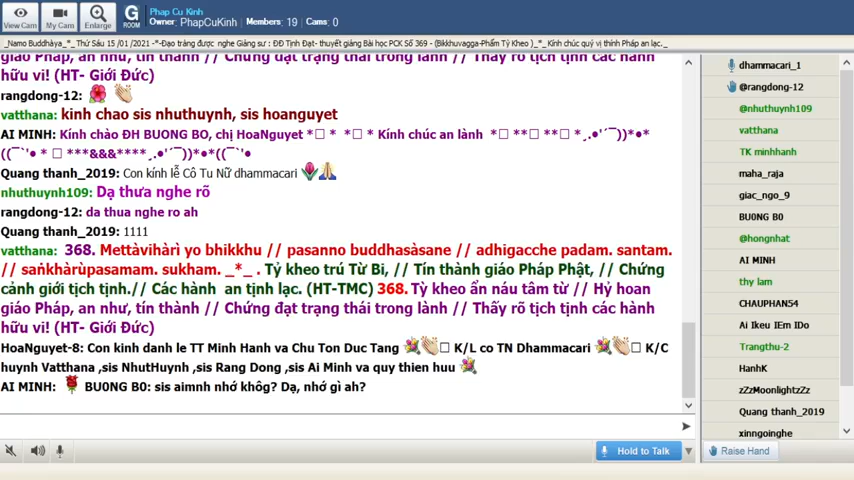 View Cam
My Cam
Enlarge
G
ROOM
Phap Cu Kinh
Owner: PhapCuKinh , Members: 19 , Cams: 0
_Namo Buddhàya_*_ Thứ Sáu 15 /01 /2021 -*-Đạo tràng được nghe Giảng sư : ĐĐ Tịnh Đạt- thuyết giảng Bài học PCK Số 369 - (Bikkhuvagga-Phẩm Tỳ Kheo )_*_ Kính chúc quý vị thính Pháp an lạc._
giáo Pháp, an như, tín thành // Chứng đạt trạng thái trong lành // Thấy rõ tịch tịnh các hành
hữu vi! (HT- Giới Đức)
rangdong-12:
vatthana: kinh chao sis nhuthuynh, sis hoanguyet
AI MINH: Kính chào ĐH BUONG BO, chị HoaNguyet *□ * *□ * Kính chúc an lành *□ **□ **□ *¸.•'´¯))*•*
((¯`'• * □ ***&&&****¸.•'´¯))*•*((¯`'•
Quang thanh_2019: Con kính lễ Cô Tu Nữ dhammacari
nhuthuynh109: Dạ thưa nghe rõ
rangdong-12: da thua nghe ro ah
Quang thanh_2019: 1111
vatthana: 368. Mettàvihàrì yo bhikkhu // pasanno buddhasàsane // adhigacche padam. santam.
// saṅkhàrùpasamam. sukham. _*_ . Tỷ kheo trú Từ Bi, // Tín thành giáo Pháp Phật, // Chứng
cảnh giới tịch tịnh.// Các hành an tịnh lạc. (HT-TMC) 368. Tỳ kheo ẩn náu tâm từ // Hỷ hoan
giáo Pháp, an như, tín thành // Chứng đạt trạng thái trong lành // Thấy rõ tịch tịnh các hành
hữu vi! (HT- Giới Đức)
HoaNguyet-8: Con kinh danh le TT Minh Hanh va Chu Ton Duc Tang □ K/L co TN Dhammacari □ K/C
huynh Vatthana ,sis NhutHuynh ,sis Rang Dong ,sis Ai Minh va quy thien huu
AI MINH: BU0NG B0: sis aimnh nhớ khôg? Dạ, nhớ gì ah?
Hold to Talk
dhammacari_1
@rangdong-12
@nhuthuynh109
vatthana
TK minhhanh
maha_raja
giac_ngo_9
BU0NG B0
@hongnhat
AI MINH
thy lam
CHAUPHAN54
Ai lkeu IEm IDo
Trangthu-2
HanhK
zZzMoonlightzZz
Quang thanh_2019
xinngoinghe
Raise Hand